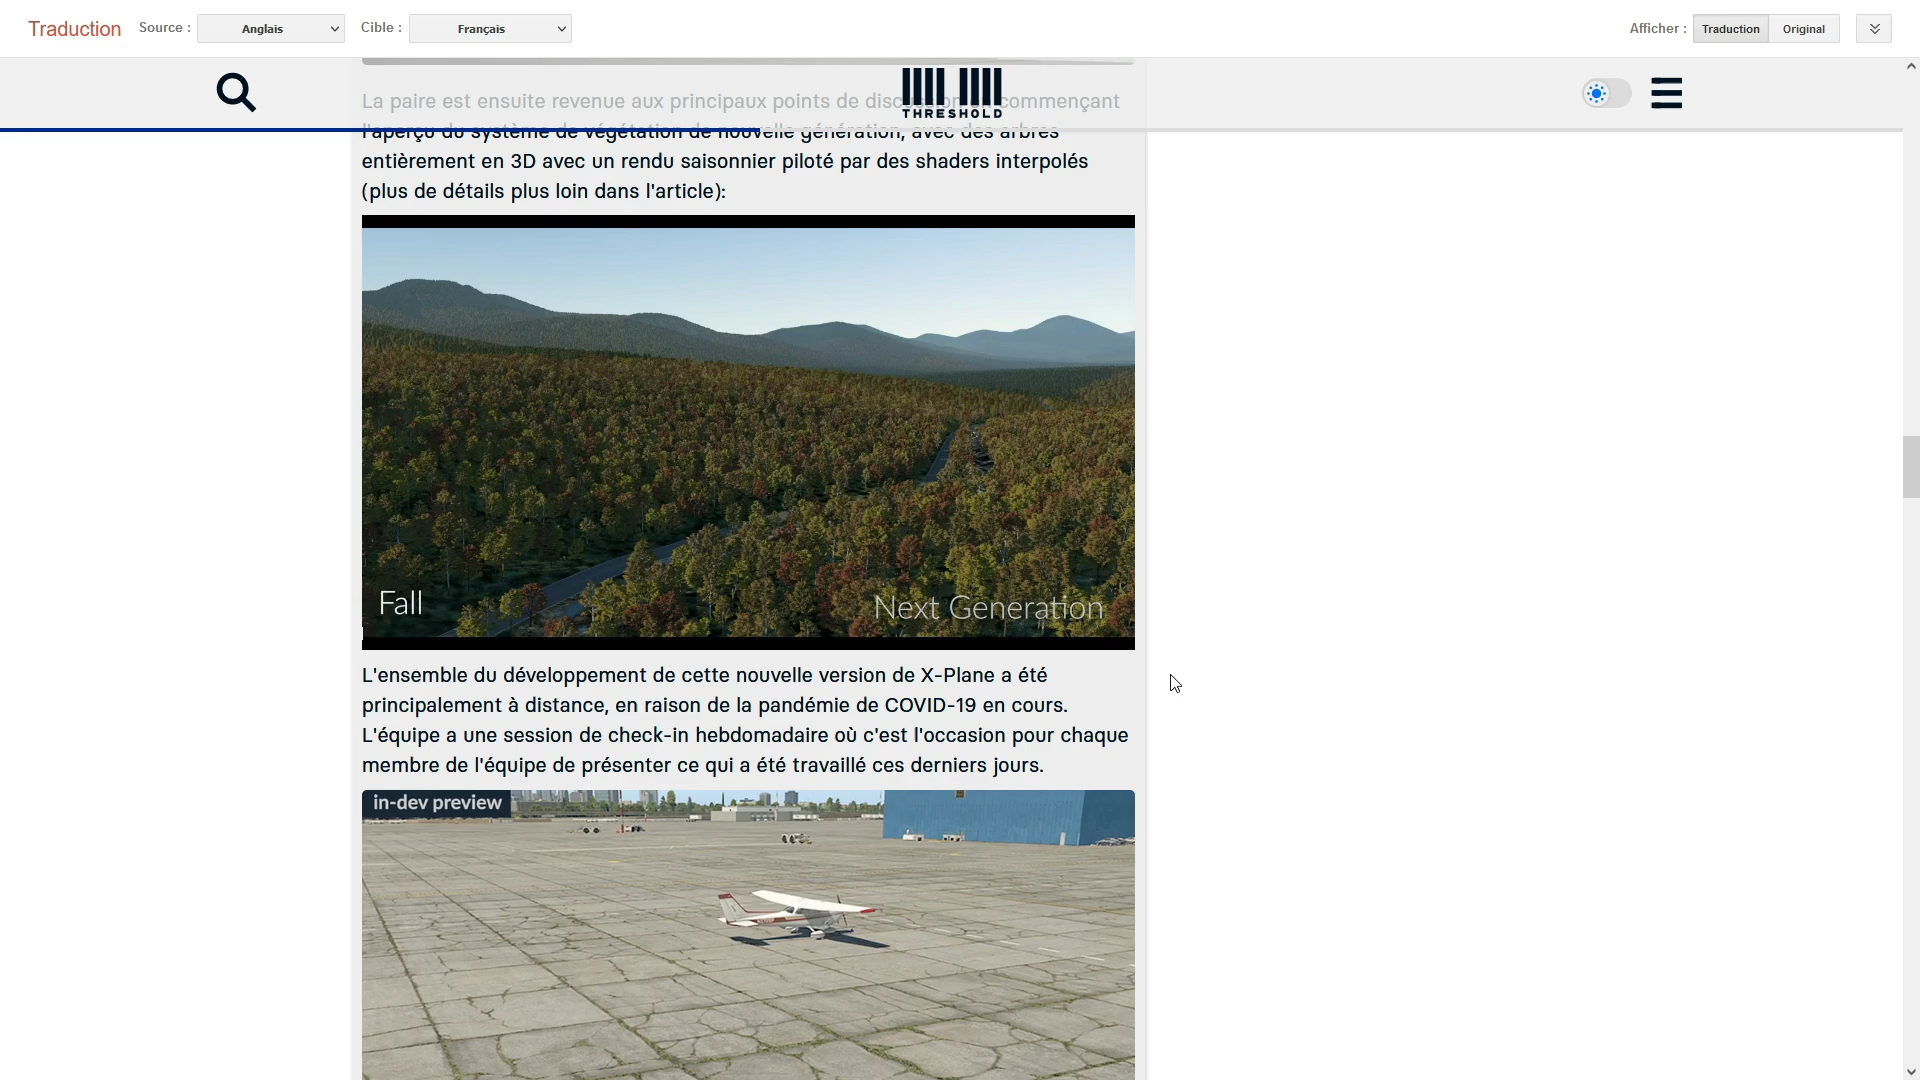 Traduction
Source :
Anglais
Cible :
Français
Afficher :
Traduction
Original
THRESHOLD
La paire est ensuite revenue aux principaux points de discussion en commençant
l'aperçu du système de végétation de nouvelle génération, avec des arbres
entièrement en 3D avec un rendu saisonnier piloté par des shaders interpolés
(plus de détails plus loin dans l'article):
Fall
Next Generation
L'ensemble du développement de cette nouvelle version de X-Plane a été
principalement à distance, en raison de la pandémie de COVID-19 en cours.
L'équipe a une session de check-in hebdomadaire où c'est l'occasion pour chaque
membre de l'équipe de présenter ce qui a été travaillé ces derniers jours.
in-dev preview